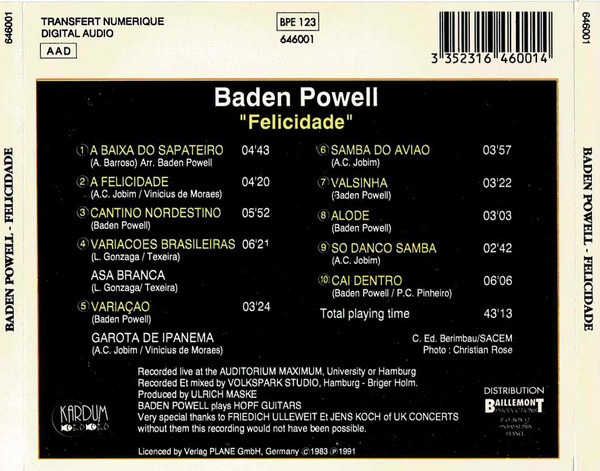 646001
BADEN POWELL - FELICIDADE
TRANSFERT NUMERIQUE
DIGITAL AUDIO
AAD
BPE 123
646001
3 352316 460014
Baden Powell
"Felicidade"
1 A BAIXA DO SAPATEIRO 04'43
(A. Barroso) Arr. Baden Powell
2 A FELICIDADE 04'20
(A.C. Jobim / Vinicius de Moraes)
3 CANTINO NORDESTINO 05'52
(Baden Powell)
4 VARIACOES BRASILEIRAS 06'21
(L. Gonzaga / Texeira)
ASA BRANCA
(L. Gonzaga / Texeira)
5 VARIAÇAO 03'24
(Baden Powell)
GAROTA DE IPANEMA
(A.C. Jobim / Vinicius de Moraes)
6 SAMBA DO AVIAO 03'57
(A.C. Jobim)
7 VALSINHA 03'22
(Baden Powell)
8 ALODE 03'03
(Baden Powell)
9 SO DANCO SAMBA 02'42
(A.C. Jobim)
10 CAI DENTRO 06'06
(Baden Powell / P.C. Pinheiro)
Total playing time 43'13
C. Ed. Berimbau/SACEM
Photo : Christian Rose
Recorded live at the AUDITORIUM MAXIMUM, University or Hamburg
Recorded Et mixed by VOLKSPARK STUDIO, Hamburg - Briger Holm.
Produced by ULRICH MASKE
BADEN POWELL plays HOPF GUITARS
Very special thanks to FRIEDICH ULLEWEIT Et JENS KOCH of UK CONCERTS
without them this recording would not have been possible.
Licenced by Verlag PLANE GmbH, Germany ©1983 ℗1991
KARDUM
DISTRIBUTION
BAILLEMONT
PRODUCTIONS
FRANCE
646001
BADEN POWELL - FELICIDADE